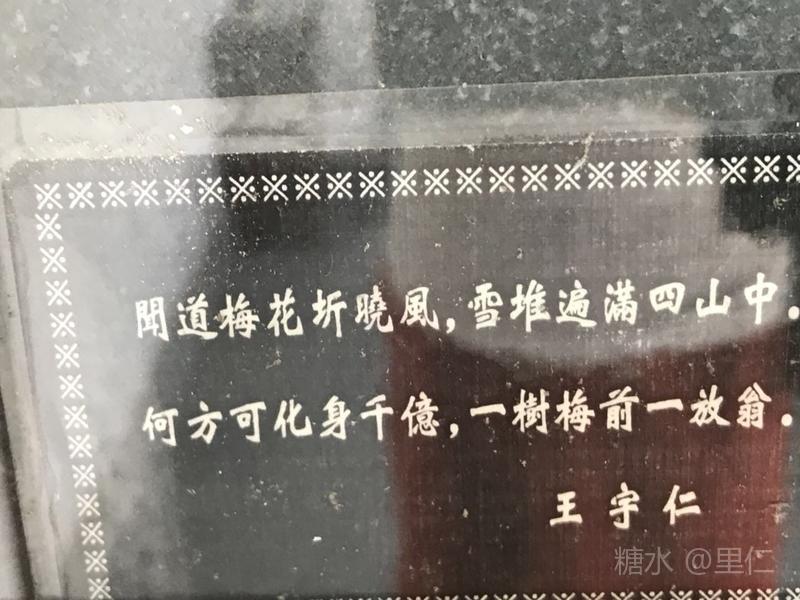 聞道梅花圻曉風,雪堆遍滿四山中.
何方可化身千億,一樹梅前一放翁.
王宇仁
糖水 @里仁